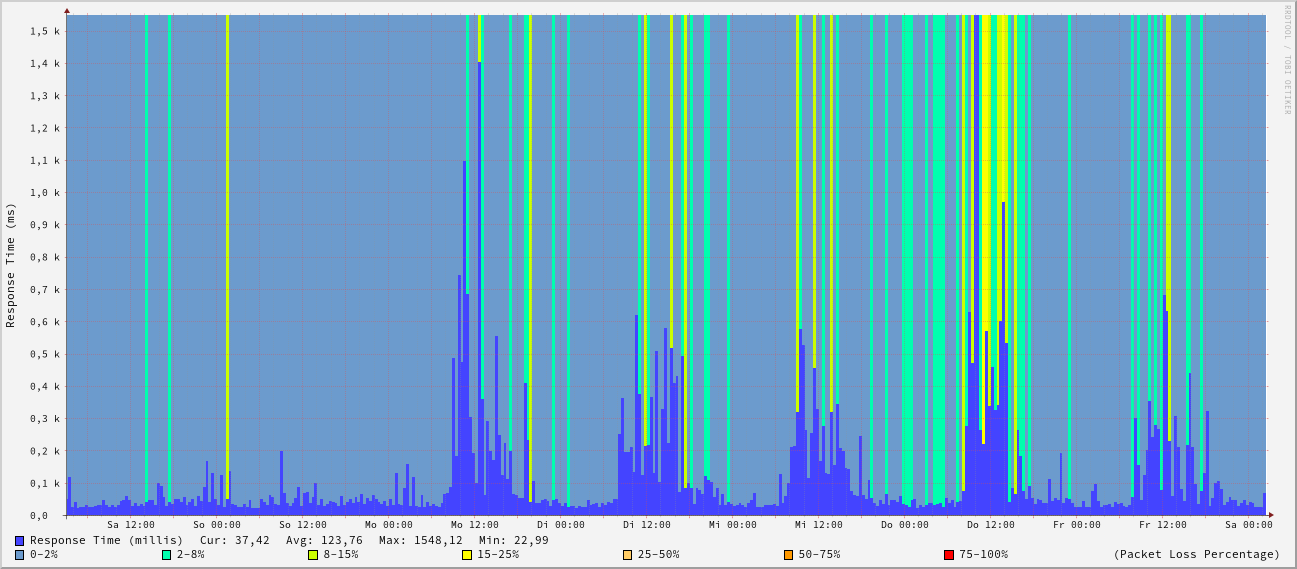 RRDTOOL / TOBI OETIKER
Response Time (ms)
1,5 k
1,4 k
1,3 k
1,2 k
1,1 k
1,0 k
0,9 k
0,8 k
0,7 k
0,6 k
0,5 k
0,4 k
0,3 k
0,2 k
0,1 k
0,0
Sa 12:00 So 00:00 So 12:00 Mo 00:00 Mo 12:00 Di 00:00 Di 12:00 Mi 00:00 Mi 12:00 Do 00:00 Do 12:00 Fr 00:00 Fr 12:00 Sa 00:00
Response Time (millis) Cur: 37,42 Avg: 123,76 Max: 1548,12 Min: 22,99
0-2% 2-8% 8-15% 15-25% 25-50% 50-75% 75-100% (Packet Loss Percentage)